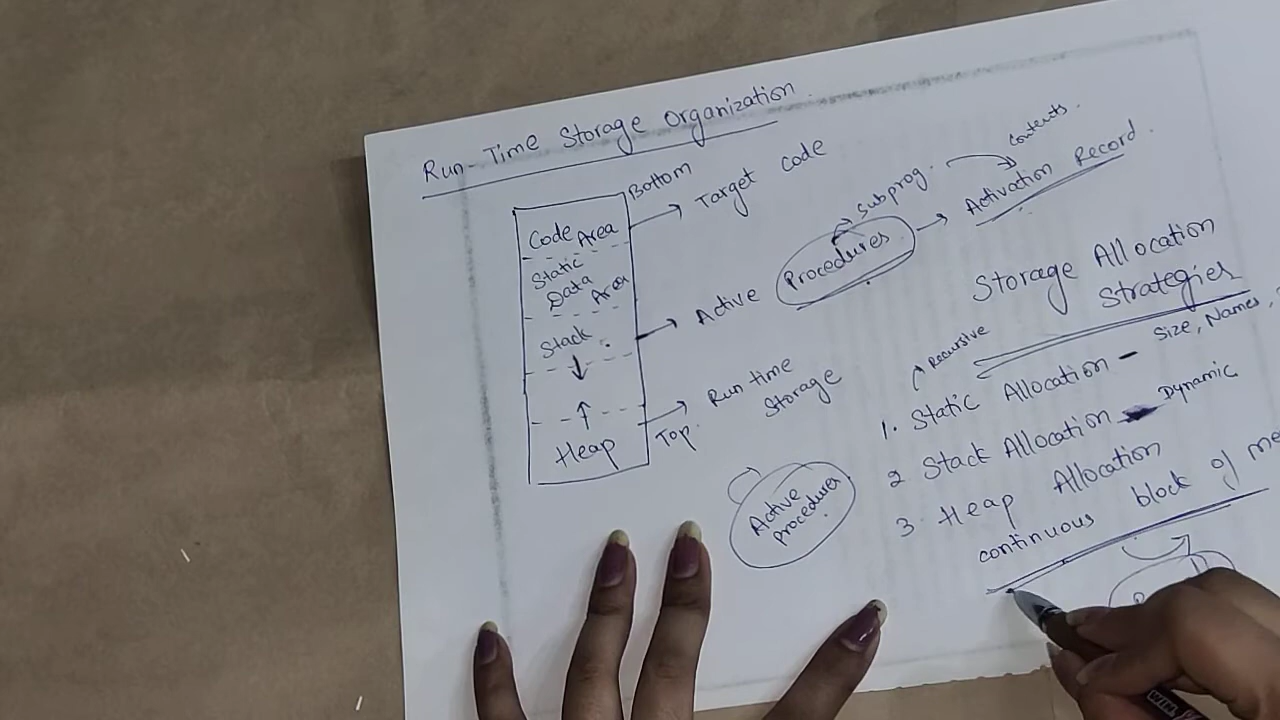 Run-Time Storage Organization
Bottom
Code Area
Target code
Static
Data
Area
Stack
Active
Procedures
Subprog.
Contents.
Activation Record.
Heap
Top.
Run time
Storage
Active
Procedures
Storage Allocation
Strategies
Recursive
1. Static Allocation - Size, Names,
2 Stack Allocation - Dynamic
3. Heap Allocation
continuous block of me